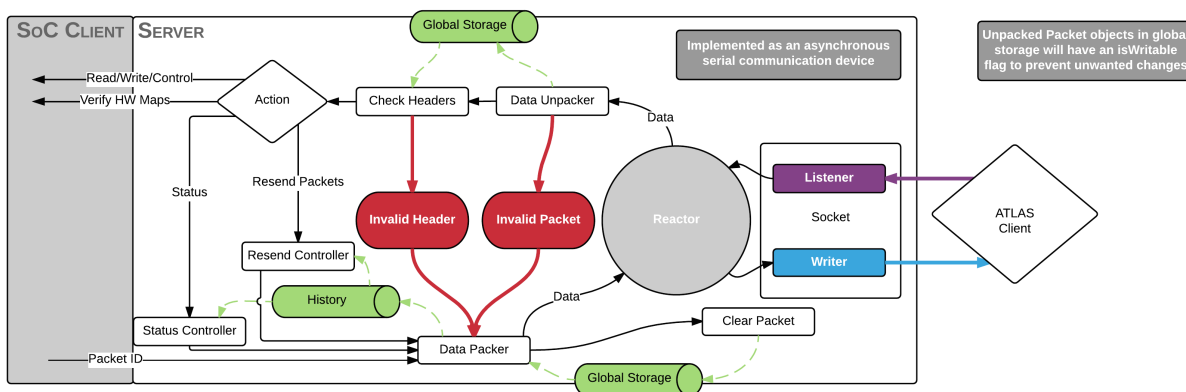 SOC CLIENT
SERVER
Global Storage
Implemented as an asynchronous
serial communication device
Unpacked Packet objects in global
storage will have an isWritable
flag to prevent unwanted changes
Read/Write/Control
Verify HW Maps
Action
Check Headers
Data Unpacker
Data
Listener
Status
Resend Packets
Invalid Header
Invalid Packet
Reactor
Socket
ATLAS
Client
Resend Controller
Writer
History
Data
Status Controller
Clear Packet
Packet ID
Data Packer
Global Storage